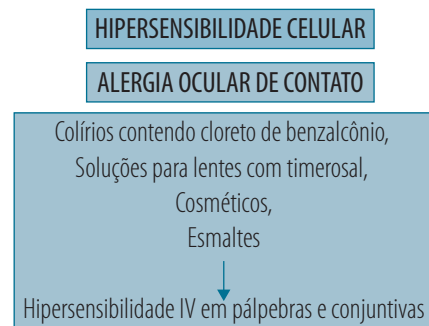 HIPERSENSIBILIDADE CELULAR
ALERGIA OCULAR DE CONTATO
Colírios contendo cloreto de benzalcônio,
Soluções para lentes com timerosal,
Cosméticos,
Esmaltes
Hipersensibilidade IV em pálpebras e conjuntivas